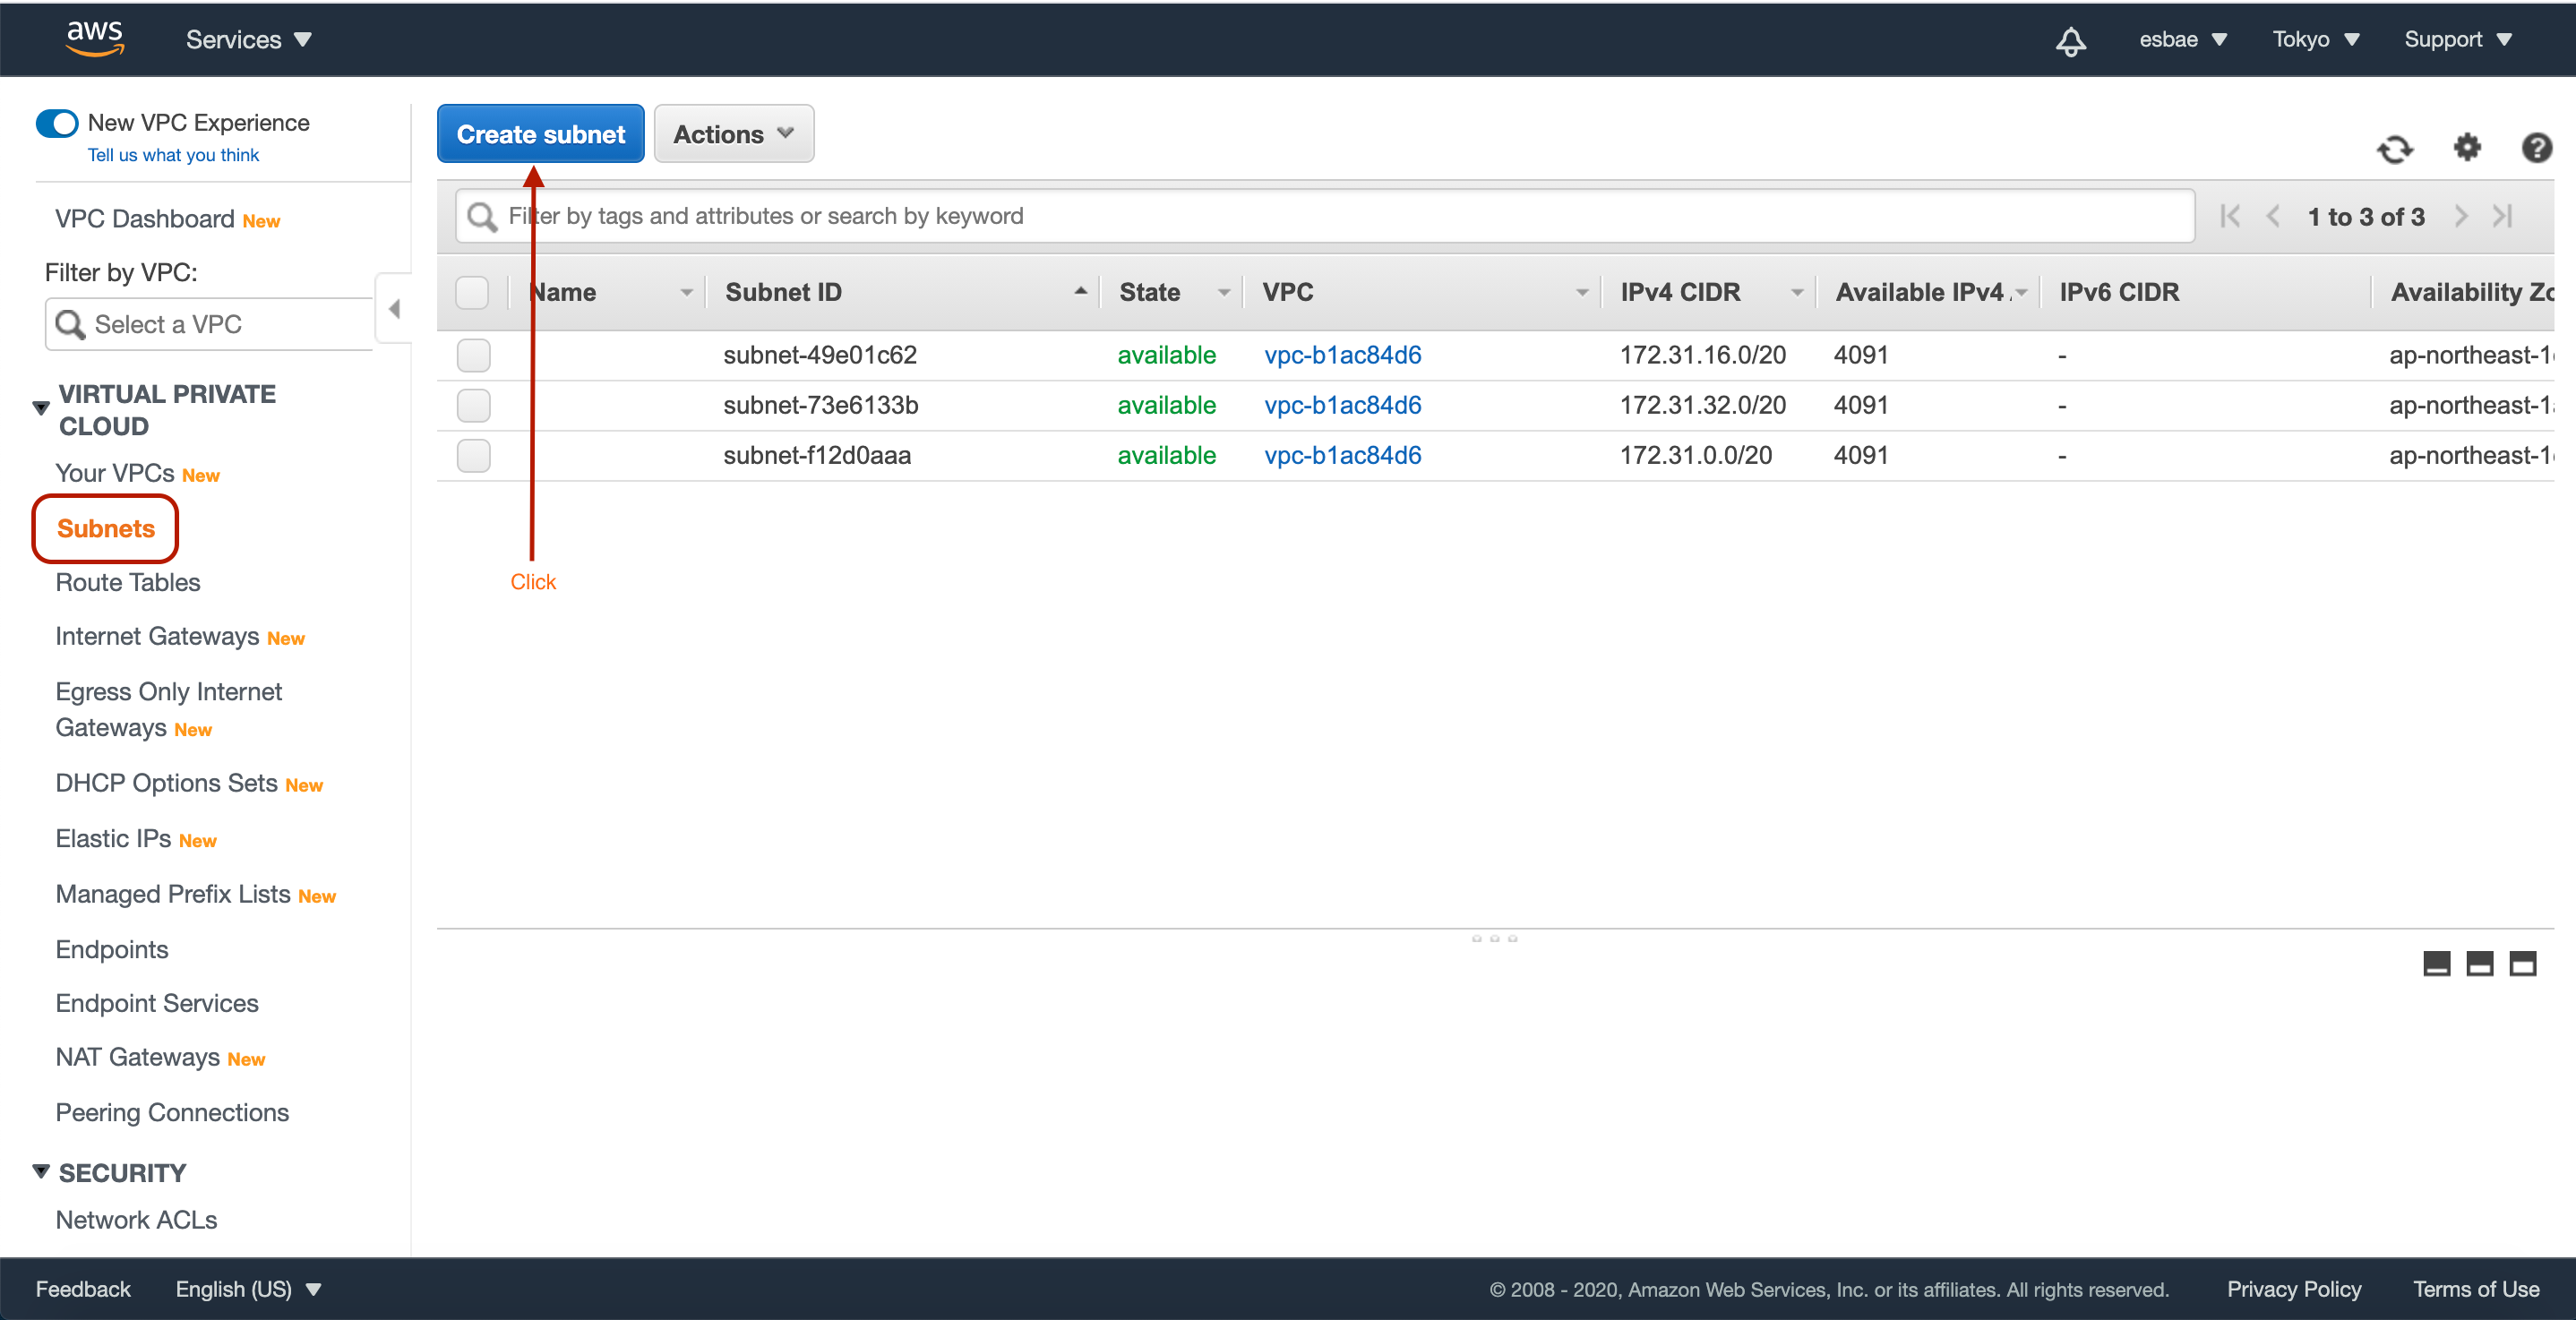 aws Services esbae Tokyo Support
New VPC Experience
Tell us what you think
VPC Dashboard New
Filter by VPC:
Select a VPC
VIRTUAL PRIVATE
CLOUD
Your VPCs New
Subnets
Route Tables
Internet Gateways New
Egress Only Internet
Gateways New
DHCP Options Sets New
Elastic IPs New
Managed Prefix Lists New
Endpoints
Endpoint Services
NAT Gateways New
Peering Connections
SECURITY
Network ACLs
Create subnet Actions
Filter by tags and attributes or search by keyword 1 to 3 of 3
Name Subnet ID State VPC IPv4 CIDR Available IPv4 IPv6 CIDR Availability Zo
subnet-49e01c62 available vpc-b1ac84d6 172.31.16.0/20 4091 - ap-northeast-1
subnet-73e6133b available vpc-b1ac84d6 172.31.32.0/20 4091 - ap-northeast-1
subnet-f12d0aaa available vpc-b1ac84d6 172.31.0.0/20 4091 - ap-northeast-1
Click
Feedback English (US) © 2008 - 2020, Amazon Web Services, Inc. or its affiliates. All rights reserved. Privacy Policy Terms of Use